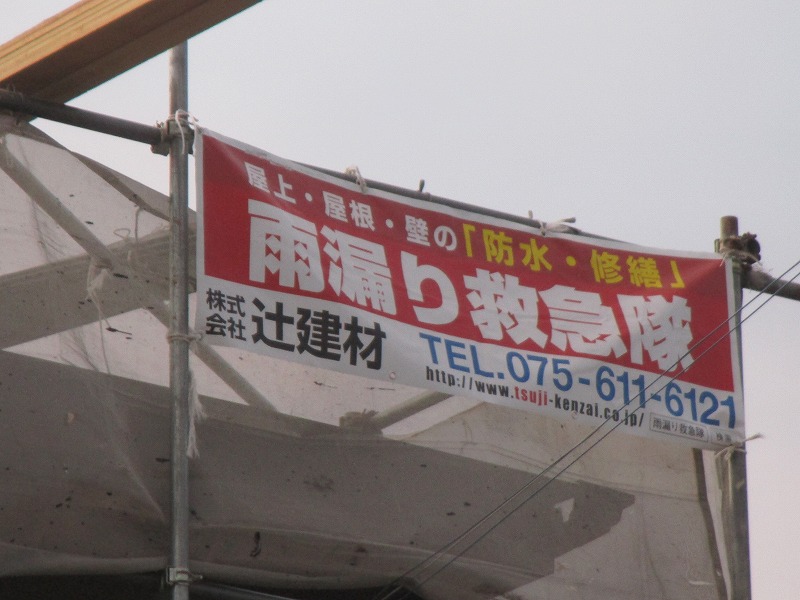 屋上・屋根・壁の「防水・修繕」
雨漏り救急隊
株式会社 辻建材
TEL.075-611-6121
http://www.tsuji-kenzai.co.jp/
雨漏り救急隊 検索